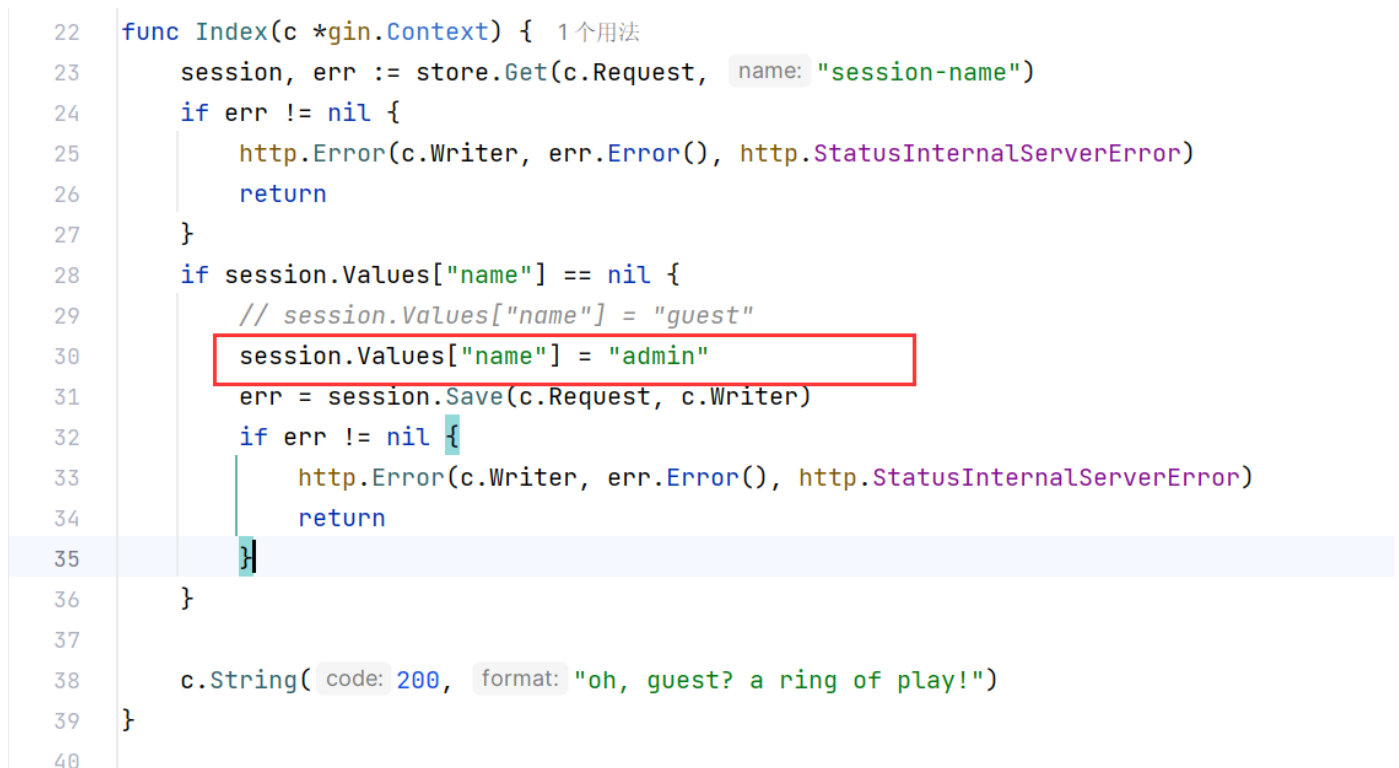 22 func Index(c *gin.Context) { 1 个用法
23 session, err := store.Get(c.Request, name: "session-name")
24 if err != nil {
25 http.Error(c.Writer, err.Error(), http.StatusInternalServerError)
26 return
27 }
28 if session.Values["name"] == nil {
29 // session.Values["name"] = "guest"
30 session.Values["name"] = "admin"
31 err = session.Save(c.Request, c.Writer)
32 if err != nil {
33 http.Error(c.Writer, err.Error(), http.StatusInternalServerError)
34 return
35 }
36 }
37
38 c.String( code: 200, format: "oh, guest? a ring of play!")
39 }
40